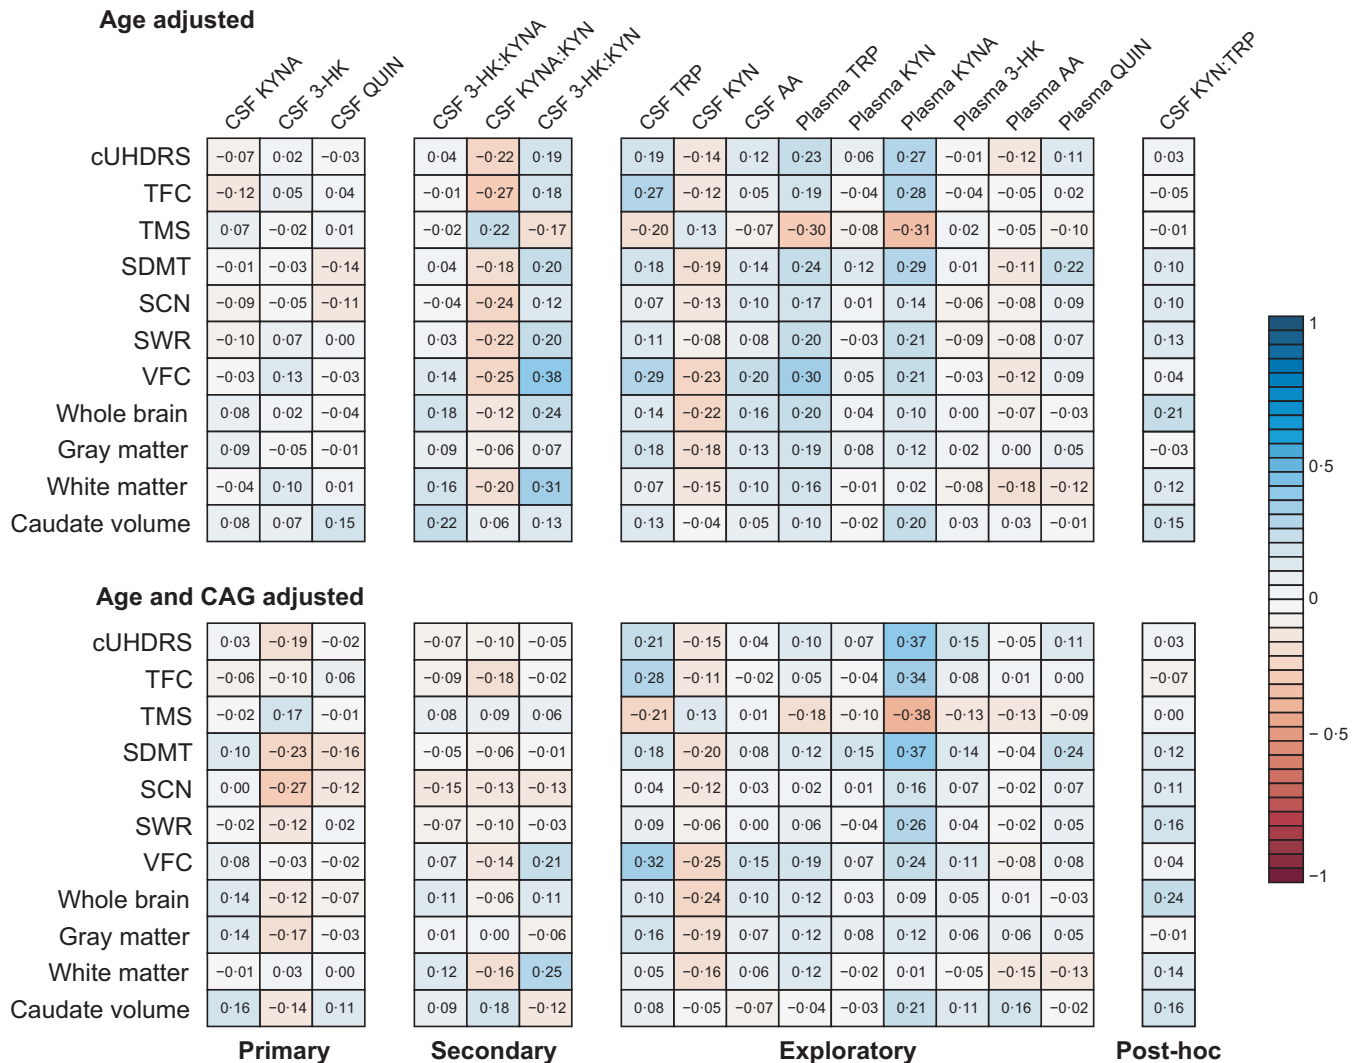 Age adjusted
CSF KYNA CSF 3-HK CSF QUIN CSF 3-HK:KYNA CSF KYNA:KYN CSF 3-HK:KYN CSF TRP CSF KYN CSF AA Plasma TRP Plasma KYN Plasma KYNA Plasma 3-HK Plasma AA Plasma QUIN CSF KYN:TRP
cUHDRS −0·07 0·02 −0·03 0·04 −0·22 0·19 0·19 −0·14 0·12 0·23 0·06 0·27 −0·01 −0·12 0·11 0·03
TFC −0·12 0·05 0·04 −0·01 −0·27 0·18 0·27 −0·12 0·05 0·19 −0·04 0·28 −0·04 −0·05 0·02 −0·05
TMS 0·07 −0·02 0·01 −0·02 0·22 −0·17 −0·20 0·13 −0·07 −0·30 −0·08 −0·31 0·02 −0·05 −0·10 −0·01
SDMT −0·01 −0·03 −0·14 0·04 −0·18 0·20 0·18 −0·19 0·14 0·24 0·12 0·29 0·01 −0·11 0·22 0·10
SCN −0·09 −0·05 −0·11 −0·04 −0·24 0·12 0·07 −0·13 0·10 0·17 0·01 0·14 −0·06 −0·08 0·09 0·10
SWR −0·10 0·07 0·00 0·03 −0·22 0·20 0·11 −0·08 0·08 0·20 −0·03 0·21 −0·09 −0·08 0·07 0·13
VFC −0·03 0·13 −0·03 0·14 −0·25 0·38 0·29 −0·23 0·20 0·30 0·05 0·21 −0·03 −0·12 0·09 0·04
Whole brain 0·08 0·02 −0·04 0·18 −0·12 0·24 0·14 −0·22 0·16 0·20 0·04 0·10 0·00 −0·07 −0·03 0·21
Gray matter 0·09 −0·05 −0·01 0·09 −0·06 0·07 0·18 −0·18 0·13 0·19 0·08 0·12 0·02 0·00 0·05 −0·03
White matter −0·04 0·10 0·01 0·16 −0·20 0·31 0·07 −0·15 0·10 0·16 −0·01 0·02 −0·08 −0·18 −0·12 0·12
Caudate volume 0·08 0·07 0·15 0·22 0·06 0·13 0·13 −0·04 0·05 0·10 −0·02 0·20 0·03 0·03 −0·01 0·15
1
0·5
0
− 0·5
−1
Age and CAG adjusted
cUHDRS 0·03 −0·19 −0·02 −0·07 −0·10 −0·05 0·21 −0·15 0·04 0·10 0·07 0·37 0·15 −0·05 0·11 0·03
TFC −0·06 −0·10 0·06 −0·09 −0·18 −0·02 0·28 −0·11 −0·02 0·05 −0·04 0·34 0·08 0·01 0·00 −0·07
TMS −0·02 0·17 −0·01 0·08 0·09 0·06 −0·21 0·13 0·01 −0·18 −0·10 −0·38 −0·13 −0·13 −0·09 0·00
SDMT 0·10 −0·23 −0·16 −0·05 −0·06 −0·01 0·18 −0·20 0·08 0·12 0·15 0·37 0·14 −0·04 0·24 0·12
SCN 0·00 −0·27 −0·12 −0·15 −0·13 −0·13 0·04 −0·12 0·03 0·02 0·01 0·16 0·07 −0·02 0·07 0·11
SWR −0·02 −0·12 0·02 −0·07 −0·10 −0·03 0·09 −0·06 0·00 0·06 −0·04 0·26 0·04 −0·02 0·05 0·16
VFC 0·08 −0·03 −0·02 0·07 −0·14 0·21 0·32 −0·25 0·15 0·19 0·07 0·24 0·11 −0·08 0·08 0·04
Whole brain 0·14 −0·12 −0·07 0·11 −0·06 0·11 0·10 −0·24 0·10 0·12 0·03 0·09 0·05 0·01 −0·03 0·24
Gray matter 0·14 −0·17 −0·03 0·01 0·00 −0·06 0·16 −0·19 0·07 0·12 0·08 0·12 0·06 0·06 0·05 −0·01
White matter −0·01 0·03 0·00 0·12 −0·16 0·25 0·05 −0·16 0·06 0·12 −0·02 0·01 −0·05 −0·15 −0·13 0·14
Caudate volume 0·16 −0·14 0·11 0·09 0·18 −0·12 0·08 −0·05 −0·07 −0·04 −0·03 0·21 0·11 0·16 −0·02 0·16
Primary Secondary Exploratory Post-hoc